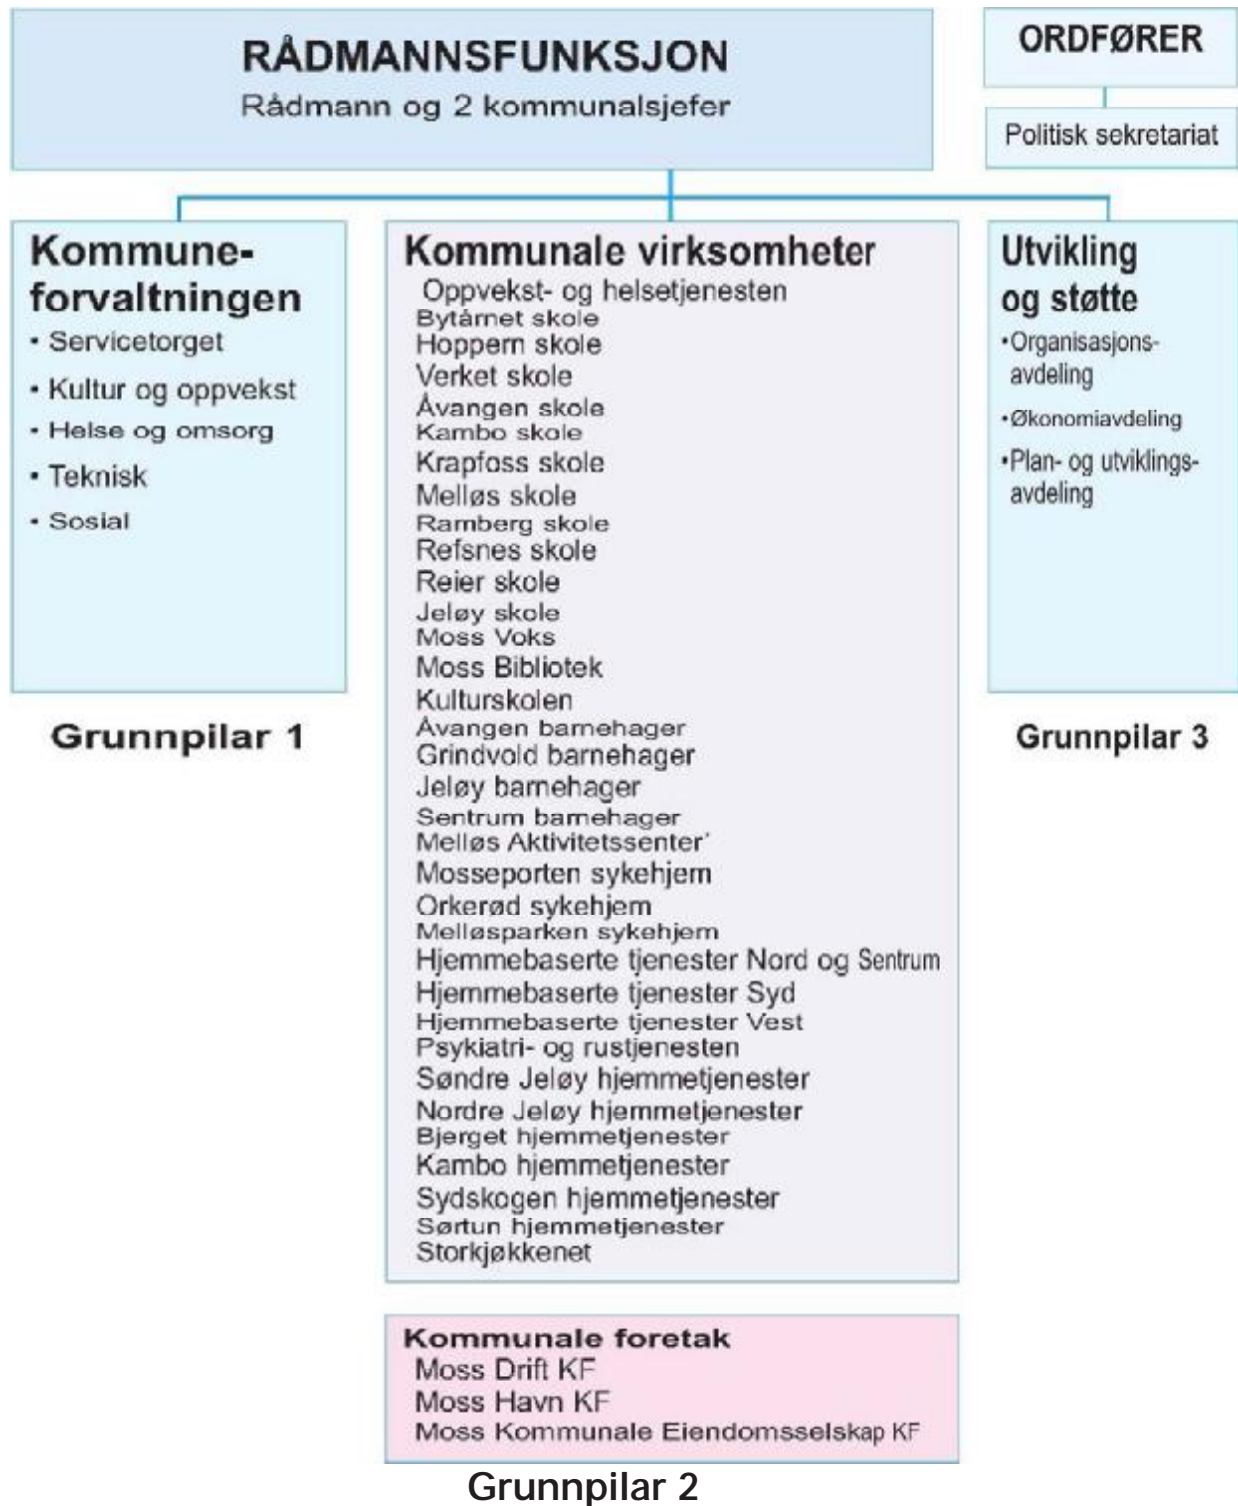 RÅDMANNSFUNKSJON
Rådmann og 2 kommunalsjefer
ORDFØRER
Politisk sekretariat
Kommune-
forvaltningen
• Servicetorget
• Kultur og oppvekst
• Helse og omsorg
• Teknisk
• Sosial
Grunnpilar 1
Kommunale virksomheter
Oppvekst- og helsetjenesten
Bytårnet skole
Hoppern skole
Verket skole
Åvangen skole
Kambo skole
Krapfoss skole
Melløs skole
Ramberg skole
Refsnes skole
Reier skole
Jeløy skole
Moss Voks
Moss Bibliotek
Kulturskolen
Åvangen barnehager
Grindvold barnehager
Jeløy barnehager
Sentrum barnehager
Melløs Aktivitetssenter'
Mosseporten sykehjem
Orkerød sykehjem
Melløsparken sykehjem
Hjemmebaserte tjenester Nord og Sentrum
Hjemmebaserte tjenester Syd
Hjemmebaserte tjenester Vest
Psykiatri- og rustjenesten
Søndre Jeløy hjemmetjenester
Nordre Jeløy hjemmetjenester
Bjerget hjemmetjenester
Kambo hjemmetjenester
Sydskogen hjemmetjenester
Sørtun hjemmetjenester
Storkjøkkenet
Kommunale foretak
Moss Drift KF
Moss Havn KF
Moss Kommunale Eiendomsselskap KF
Grunnpilar 2
Utvikling
og støtte
•Organisasjons-
avdeling
•Økonomiavdeling
•Plan- og utviklings-
avdeling
Grunnpilar 3